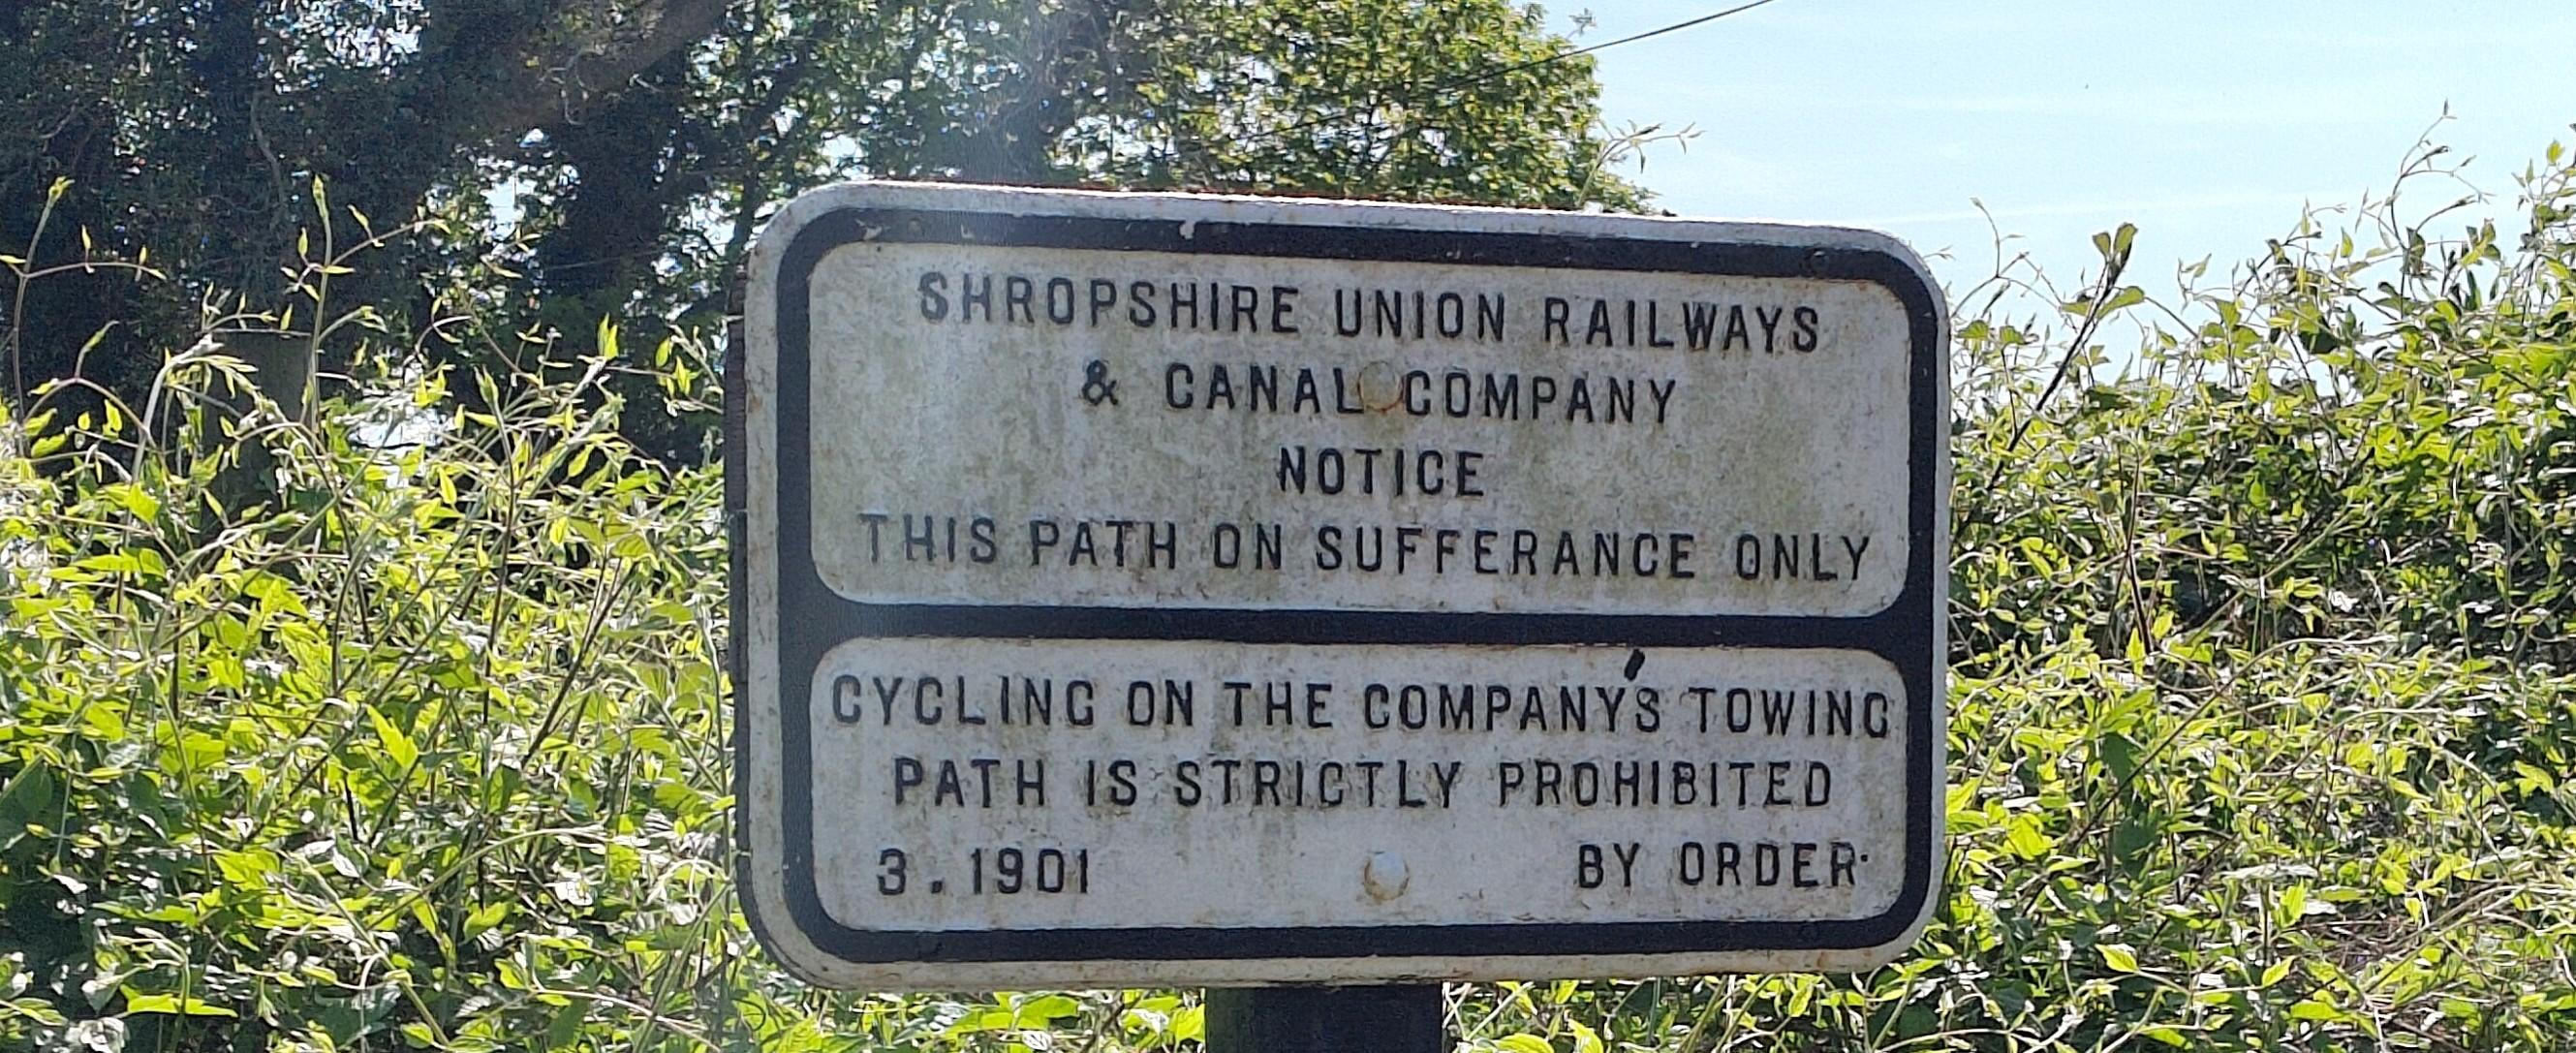 SHROPSHIRE UNION RAILWAYS
& CANAL COMPANY
NOTICE
THIS PATH ON SUFFERANCE ONLY
CYCLING ON THE COMPANY'S TOWING
PATH IS STRICTLY PROHIBITED
3. 1901 BY ORDER.